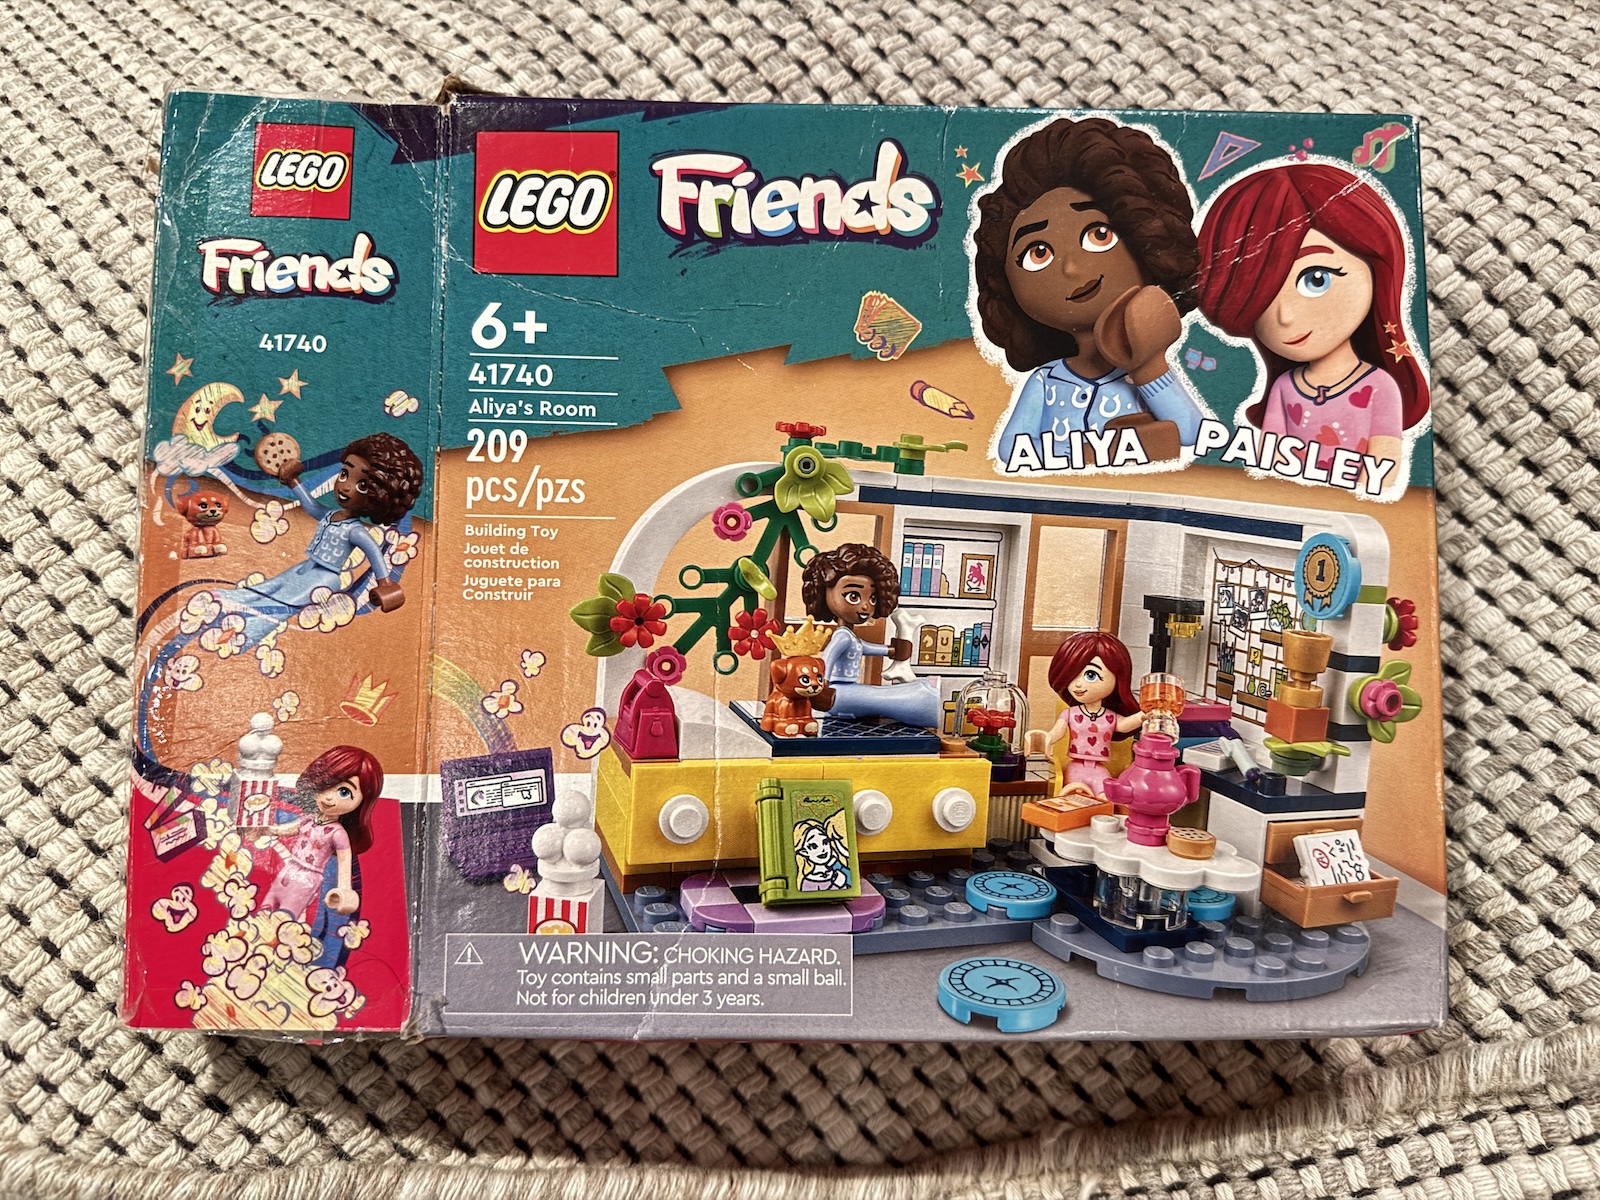 LEGO
Friends
41740
LEGO®
Friends™
6+
41740
Aliya's Room
209
pcs/pzs
Building Toy
Jouet de
construction
Juguete para
Construir
ALIYA
PAISLEY
1
WARNING: CHOKING HAZARD.
Toy contains small parts and a small ball.
Not for children under 3 years.